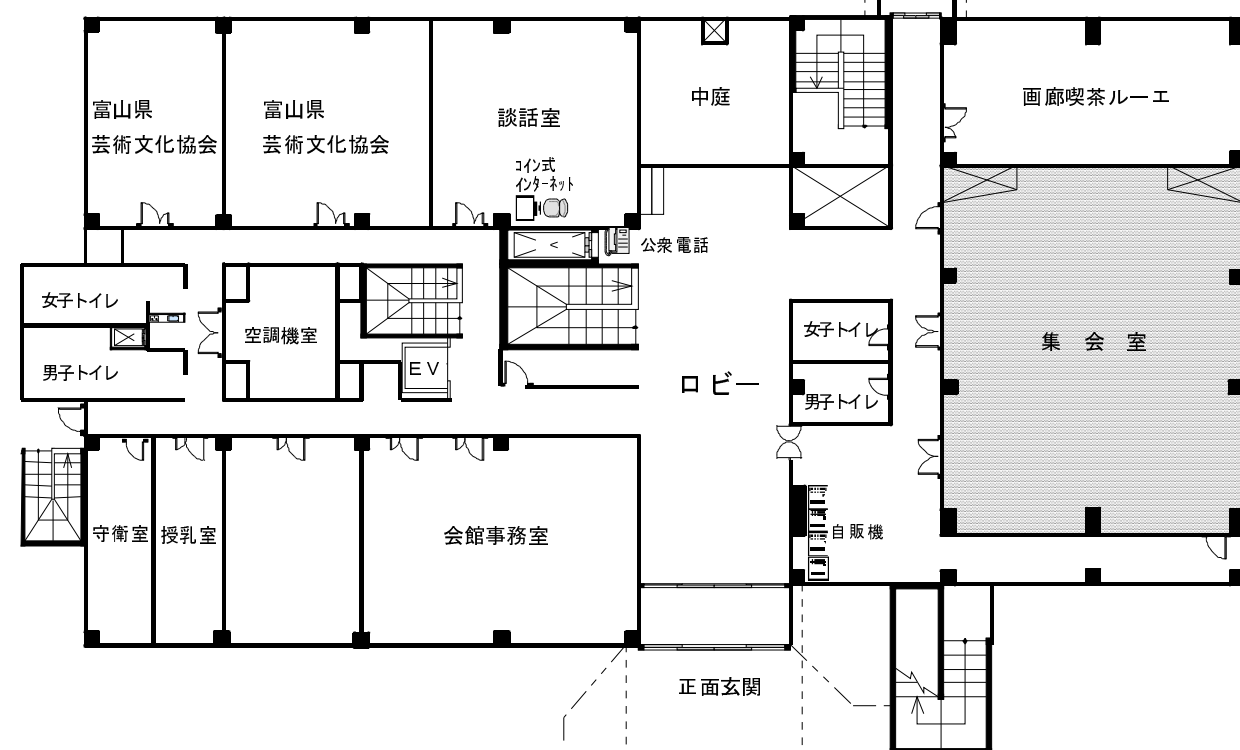 富山県
芸術文化協会
富山県
芸術文化協会
談話室
コイン式
インターネット
中庭
画廊喫茶ルーエ
公衆電話
女子トイレ
男子トイレ
空調機室
EV
ロビー
女子トイレ
男子トイレ
集会室
守衛室
授乳室
会館事務室
自販機
正面玄関